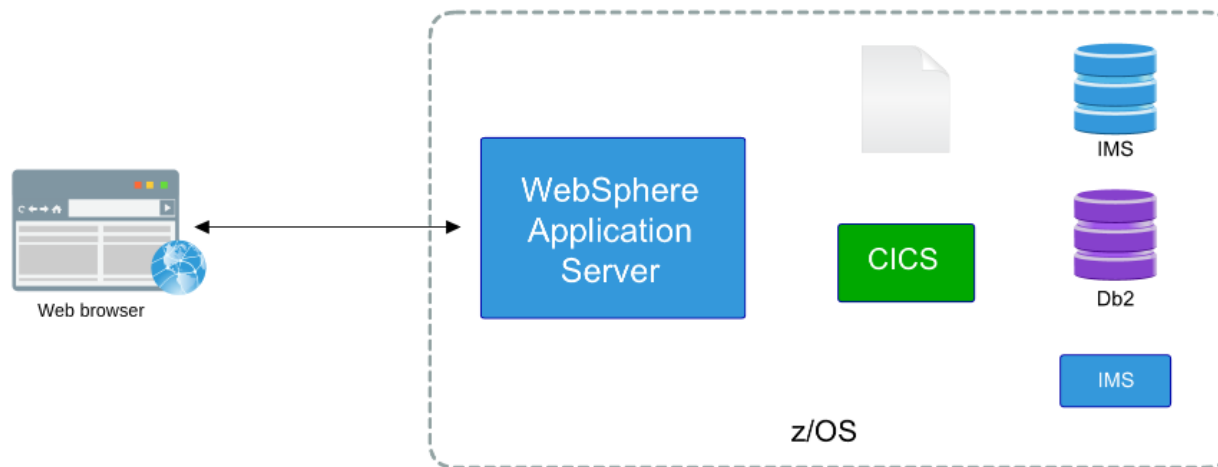 Web browser
WebSphere
Application
Server
CICS
IMS
Db2
IMS
z/OS